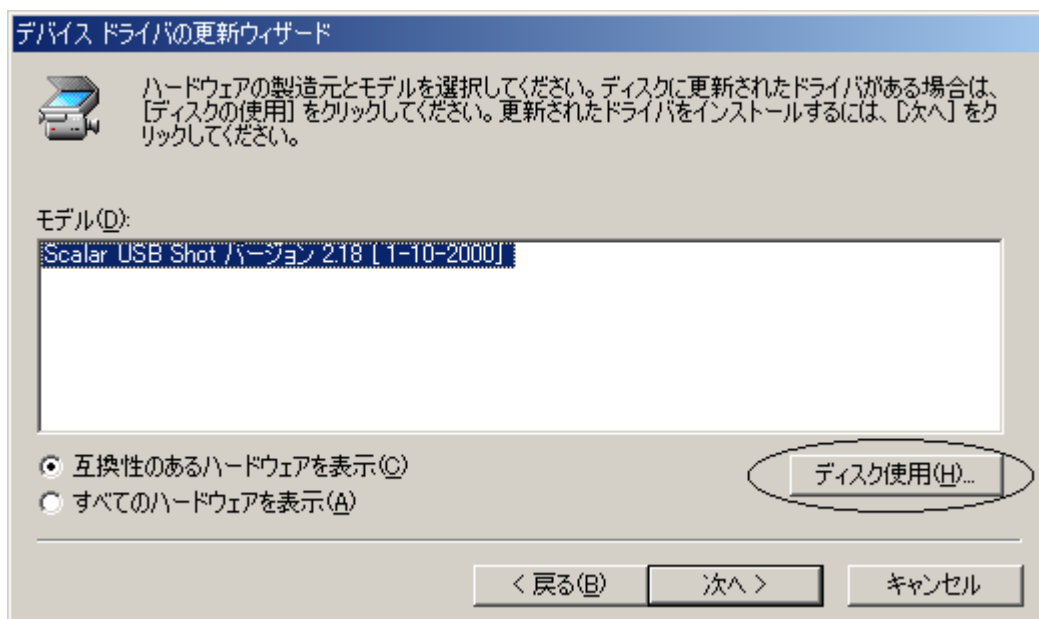 デバイス ドライバの更新ウィザード
ハードウェアの製造元とモデルを選択してください。ディスクに更新されたドライバがある場合は、
[ディスクの使用] をクリックしてください。更新されたドライバをインストールするには、[次へ] をク
リックしてください。
モデル(D):
Scalar USB Shot バージョン 2.18 [ 1-10-2000]
互換性のあるハードウェアを表示(C)
すべてのハードウェアを表示(A)
ディスク使用(H)...
< 戻る(B)
次へ >
キャンセル